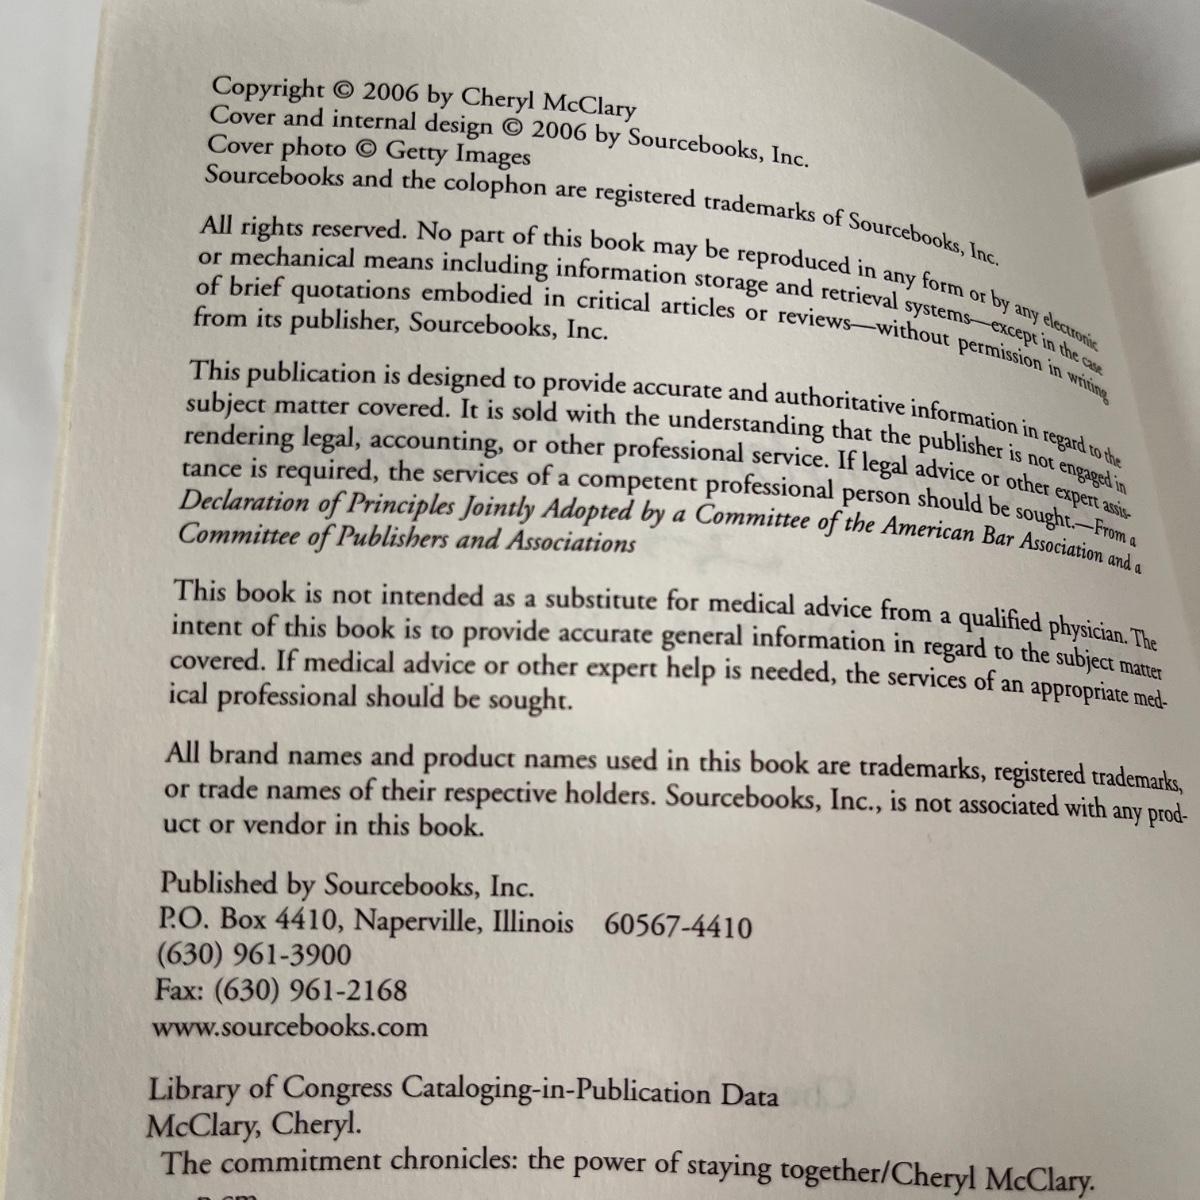 Copyright © 2006 by Cheryl McClary
Cover and internal design © 2006 by Sourcebooks, Inc.
Cover photo © Getty Images
Sourcebooks and the colophon are registered trademarks of Sourcebooks, Inc.
All rights reserved. No part of this book may be reproduced in any form or by any electronic
or mechanical means including information storage and retrieval systems—except in the case
of brief quotations embodied in critical articles or reviews—without permission in writing
from its publisher, Sourcebooks, Inc.
This publication is designed to provide accurate and authoritative information in regard to the
subject matter covered. It is sold with the understanding that the publisher is not engaged in
rendering legal, accounting, or other professional service. If legal advice or other expert assis-
tance is required, the services of a competent professional person should be sought.—From a
Declaration of Principles Jointly Adopted by a Committee of the American Bar Association and a
Committee of Publishers and Associations
This book is not intended as a substitute for medical advice from a qualified physician. The
intent of this book is to provide accurate general information in regard to the subject matter
covered. If medical advice or other expert help is needed, the services of an appropriate med-
ical professional should be sought.
All brand names and product names used in this book are trademarks, registered trademarks,
or trade names of their respective holders. Sourcebooks, Inc., is not associated with any prod-
uct or vendor in this book.
Published by Sourcebooks, Inc.
P.O. Box 4410, Naperville, Illinois 60567-4410
(630) 961-3900
Fax: (630) 961-2168
www.sourcebooks.com
Library of Congress Cataloging-in-Publication Data
McClary, Cheryl.
The commitment chronicles: the power of staying together/Cheryl McClary.